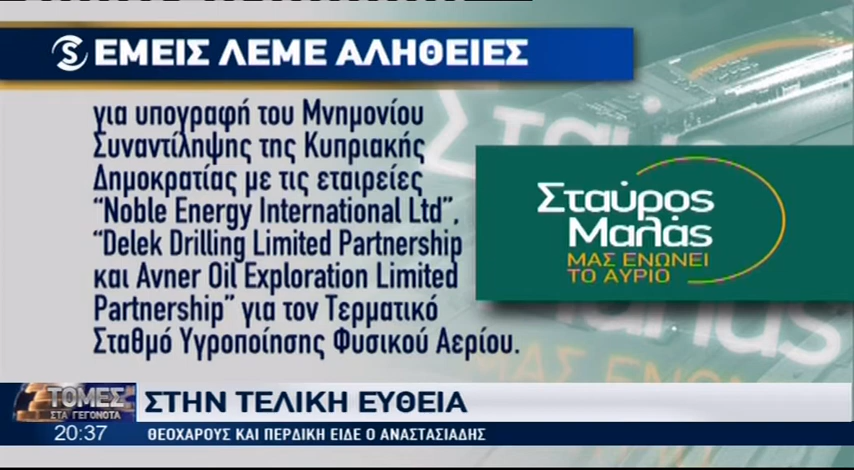 ΕΜΕΙΣ ΛΕΜΕ ΑΛΗΘΕΙΕΣ
για υπογραφή του Μνημονίου
Συναντίληψης της Κυπριακής
Δημοκρατίας με τις εταιρείες
“Noble Energy International Ltd”,
“Delek Drilling Limited Partnership
και Avner Oil Exploration Limited
Partnership” για τον Τερματικό
Σταθμό Υγροποίησης Φυσικού Αερίου.
Σταύρος
Μαλάς
ΜΑΣ ΕΝΩΝΕΙ
ΤΟ ΑΥΡΙΟ
ΤΟΜΕΣ
ΣΤΑ ΓΕΓΟΝΟΤΑ
ΣΤΗΝ ΤΕΛΙΚΗ ΕΥΘΕΙΑ
20:37
ΘΕΟΧΑΡΟΥΣ ΚΑΙ ΠΕΡΔΙΚΗ ΕΙΔΕ Ο ΑΝΑΣΤΑΣΙΑΔΗΣ